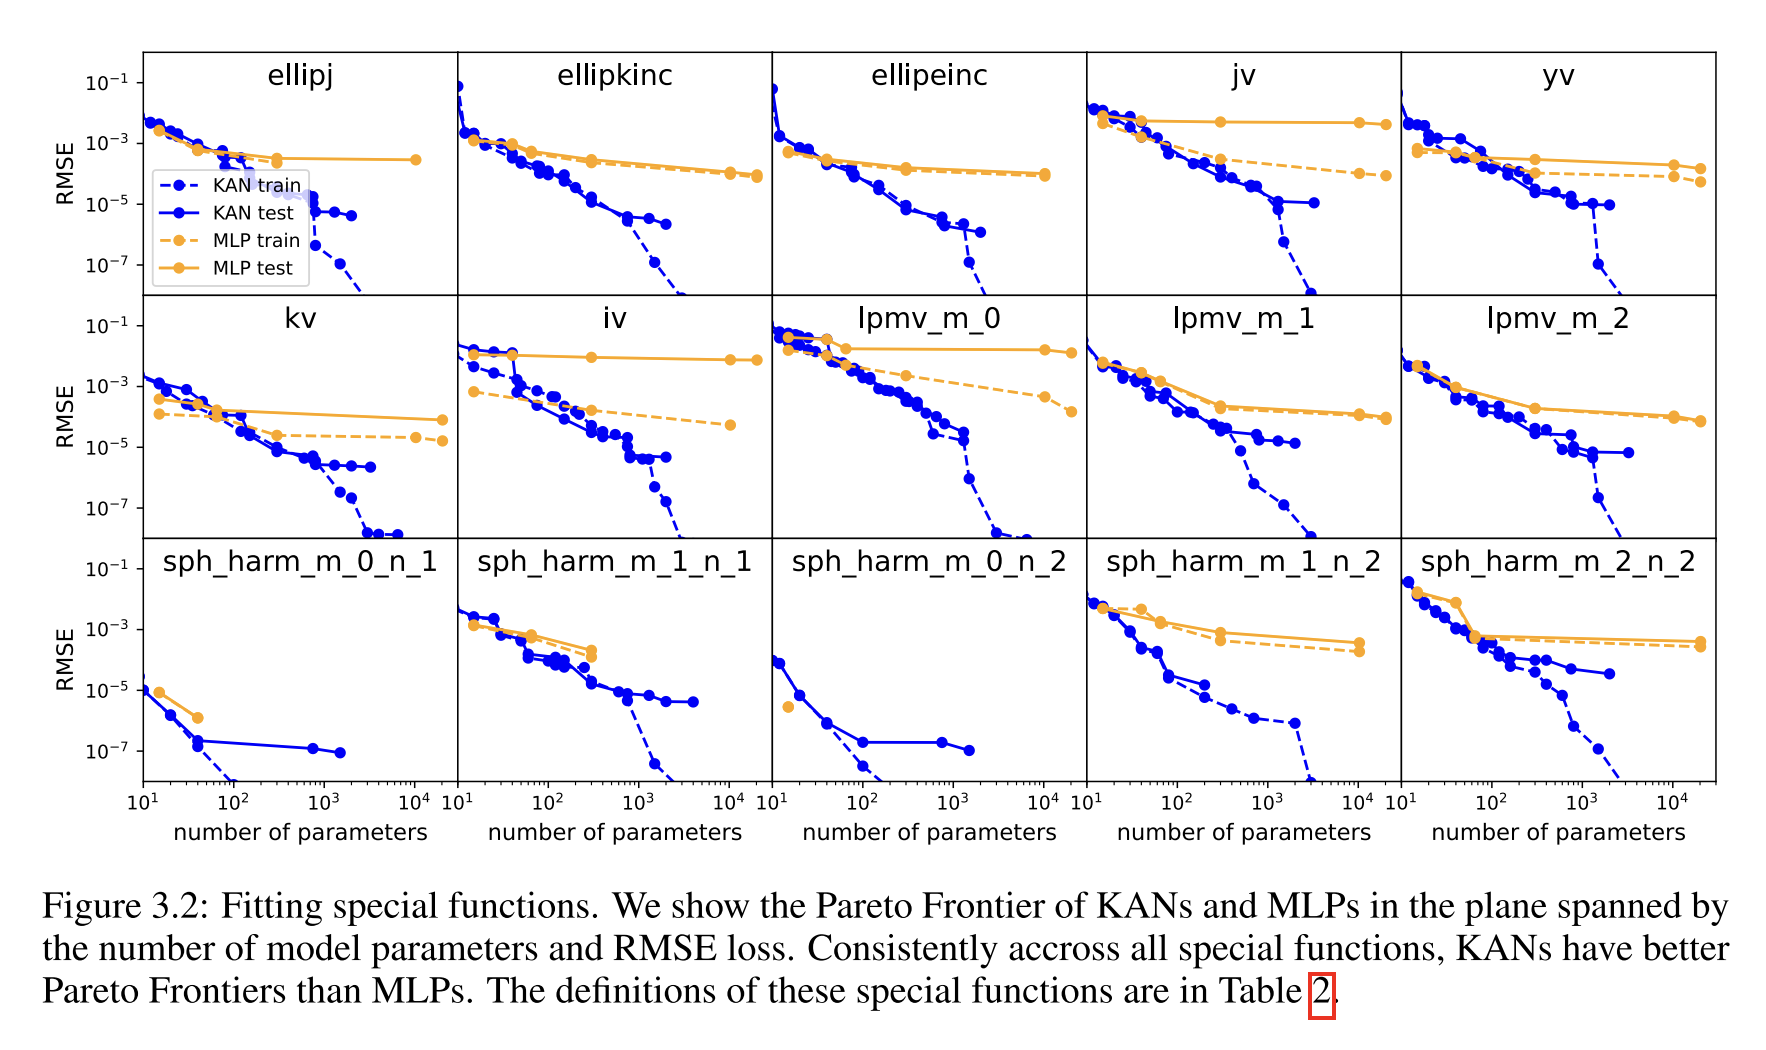 ellipj ellipkinc ellipeinc jv yv
10⁻¹
10⁻³
10⁻⁵
10⁻⁷
RMSE
KAN train
KAN test
MLP train
MLP test
kv iv lpmv_m_0 lpmv_m_1 lpmv_m_2
10⁻¹
10⁻³
10⁻⁵
10⁻⁷
RMSE
sph_harm_m_0_n_1 sph_harm_m_1_n_1 sph_harm_m_0_n_2 sph_harm_m_1_n_2 sph_harm_m_2_n_2
10⁻¹
10⁻³
10⁻⁵
10⁻⁷
RMSE
10¹ 10² 10³ 10⁴ 10¹ 10² 10³ 10⁴ 10¹ 10² 10³ 10⁴ 10¹ 10² 10³ 10⁴ 10¹ 10² 10³ 10⁴
number of parameters number of parameters number of parameters number of parameters number of parameters
Figure 3.2: Fitting special functions. We show the Pareto Frontier of KANs and MLPs in the plane spanned by
the number of model parameters and RMSE loss. Consistently accross all special functions, KANs have better
Pareto Frontiers than MLPs. The definitions of these special functions are in Table 2.